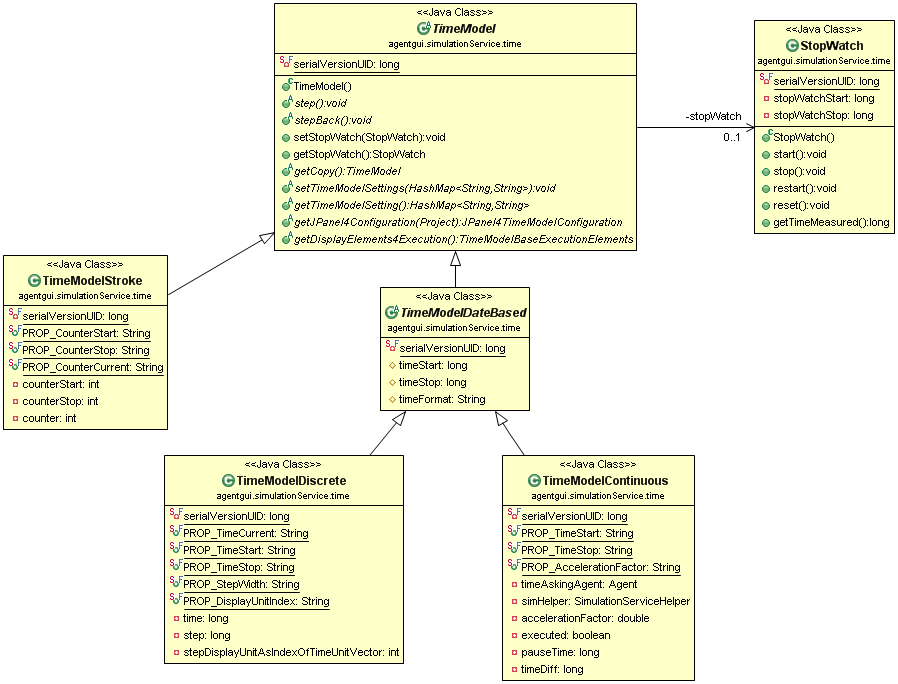 <<Java Class>>
TimeModel
agentgui.simulationService.time
serialVersionUID: long
TimeModel()
step():void
stepBack():void
setStopWatch(StopWatch):void
getStopWatch():StopWatch
getCopy():TimeModel
setTimeModelSettings(HashMap<String,String>):void
getTimeModelSetting():HashMap<String,String>
getJPanel4Configuration(Project):JPanel4TimeModelConfiguration
getDisplayElements4Execution():TimeModelBaseExecutionElements
-stopWatch
0..1
<<Java Class>>
StopWatch
agentgui.simulationService.time
serialVersionUID: long
stopWatchStart: long
stopWatchStop: long
StopWatch()
start():void
stop():void
restart():void
reset():void
getTimeMeasured():long
<<Java Class>>
TimeModelStroke
agentgui.simulationService.time
serialVersionUID: long
PROP_CounterStart: String
PROP_CounterStop: String
PROP_CounterCurrent: String
counterStart: int
counterStop: int
counter: int
<<Java Class>>
TimeModelDateBased
agentgui.simulationService.time
serialVersionUID: long
timeStart: long
timeStop: long
timeFormat: String
<<Java Class>>
TimeModelDiscrete
agentgui.simulationService.time
serialVersionUID: long
PROP_TimeCurrent: String
PROP_TimeStart: String
PROP_TimeStop: String
PROP_StepWidth: String
PROP_DisplayUnitIndex: String
time: long
step: long
stepDisplayUnitAsIndexOfTimeUnitVector: int
<<Java Class>>
TimeModelContinuous
agentgui.simulationService.time
serialVersionUID: long
PROP_TimeStart: String
PROP_TimeStop: String
PROP_AccelerationFactor: String
timeAskingAgent: Agent
simHelper: SimulationServiceHelper
accelerationFactor: double
executed: boolean
pauseTime: long
timeDiff: long